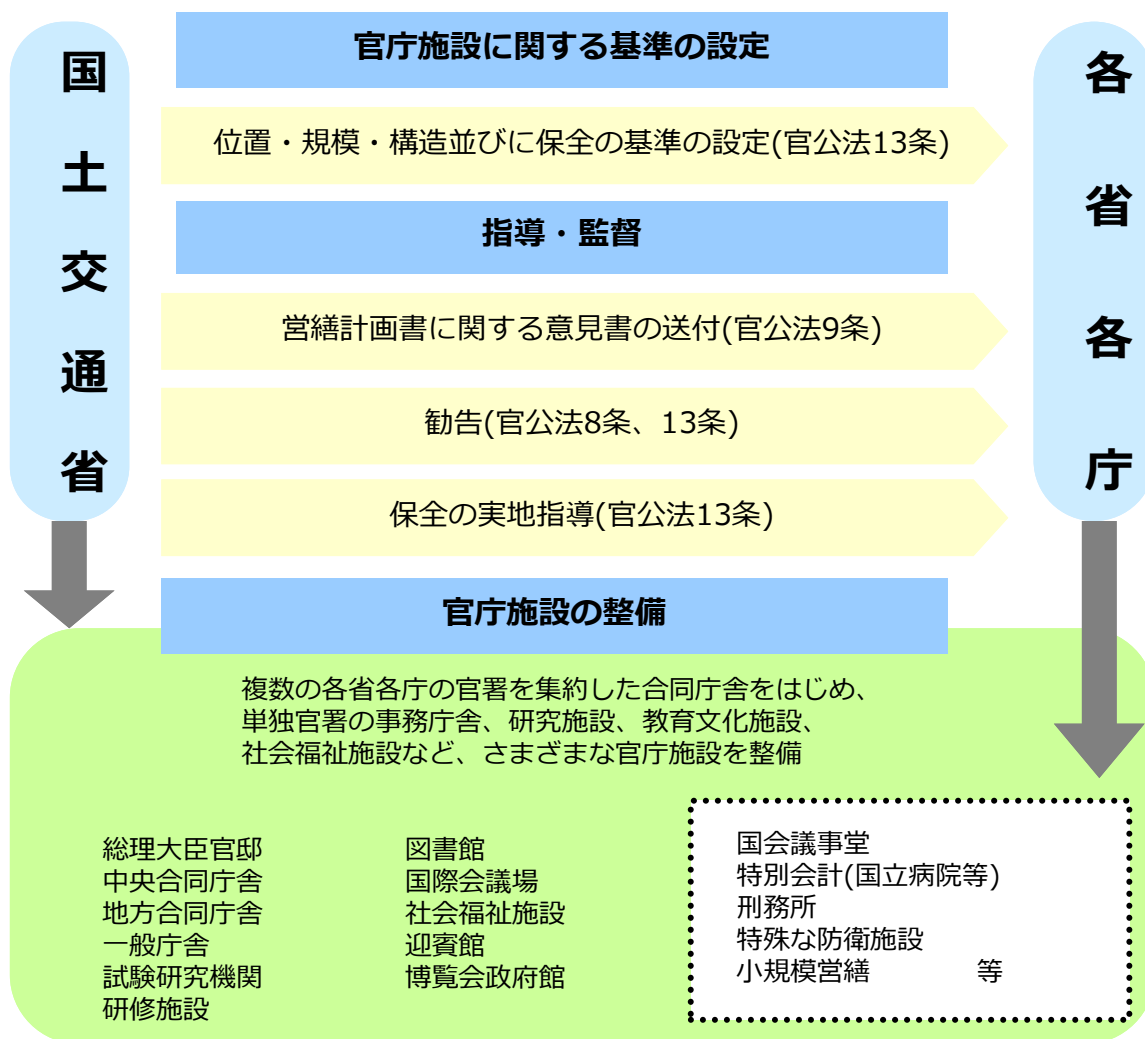 国土交通省
各省各庁
官庁施設に関する基準の設定
位置・規模・構造並びに保全の基準の設定(官公法13条)
指導・監督
営繕計画書に関する意見書の送付(官公法9条)
勧告(官公法8条、13条)
保全の実地指導(官公法13条)
官庁施設の整備
複数の各省各庁の官署を集約した合同庁舎をはじめ、
単独官署の事務庁舎、研究施設、教育文化施設、
社会福祉施設など、さまざまな官庁施設を整備
総理大臣官邸
中央合同庁舎
地方合同庁舎
一般庁舎
試験研究機関
研修施設
図書館
国際会議場
社会福祉施設
迎賓館
博覧会政府館
国会議事堂
特別会計(国立病院等)
刑務所
特殊な防衛施設
小規模営繕 等